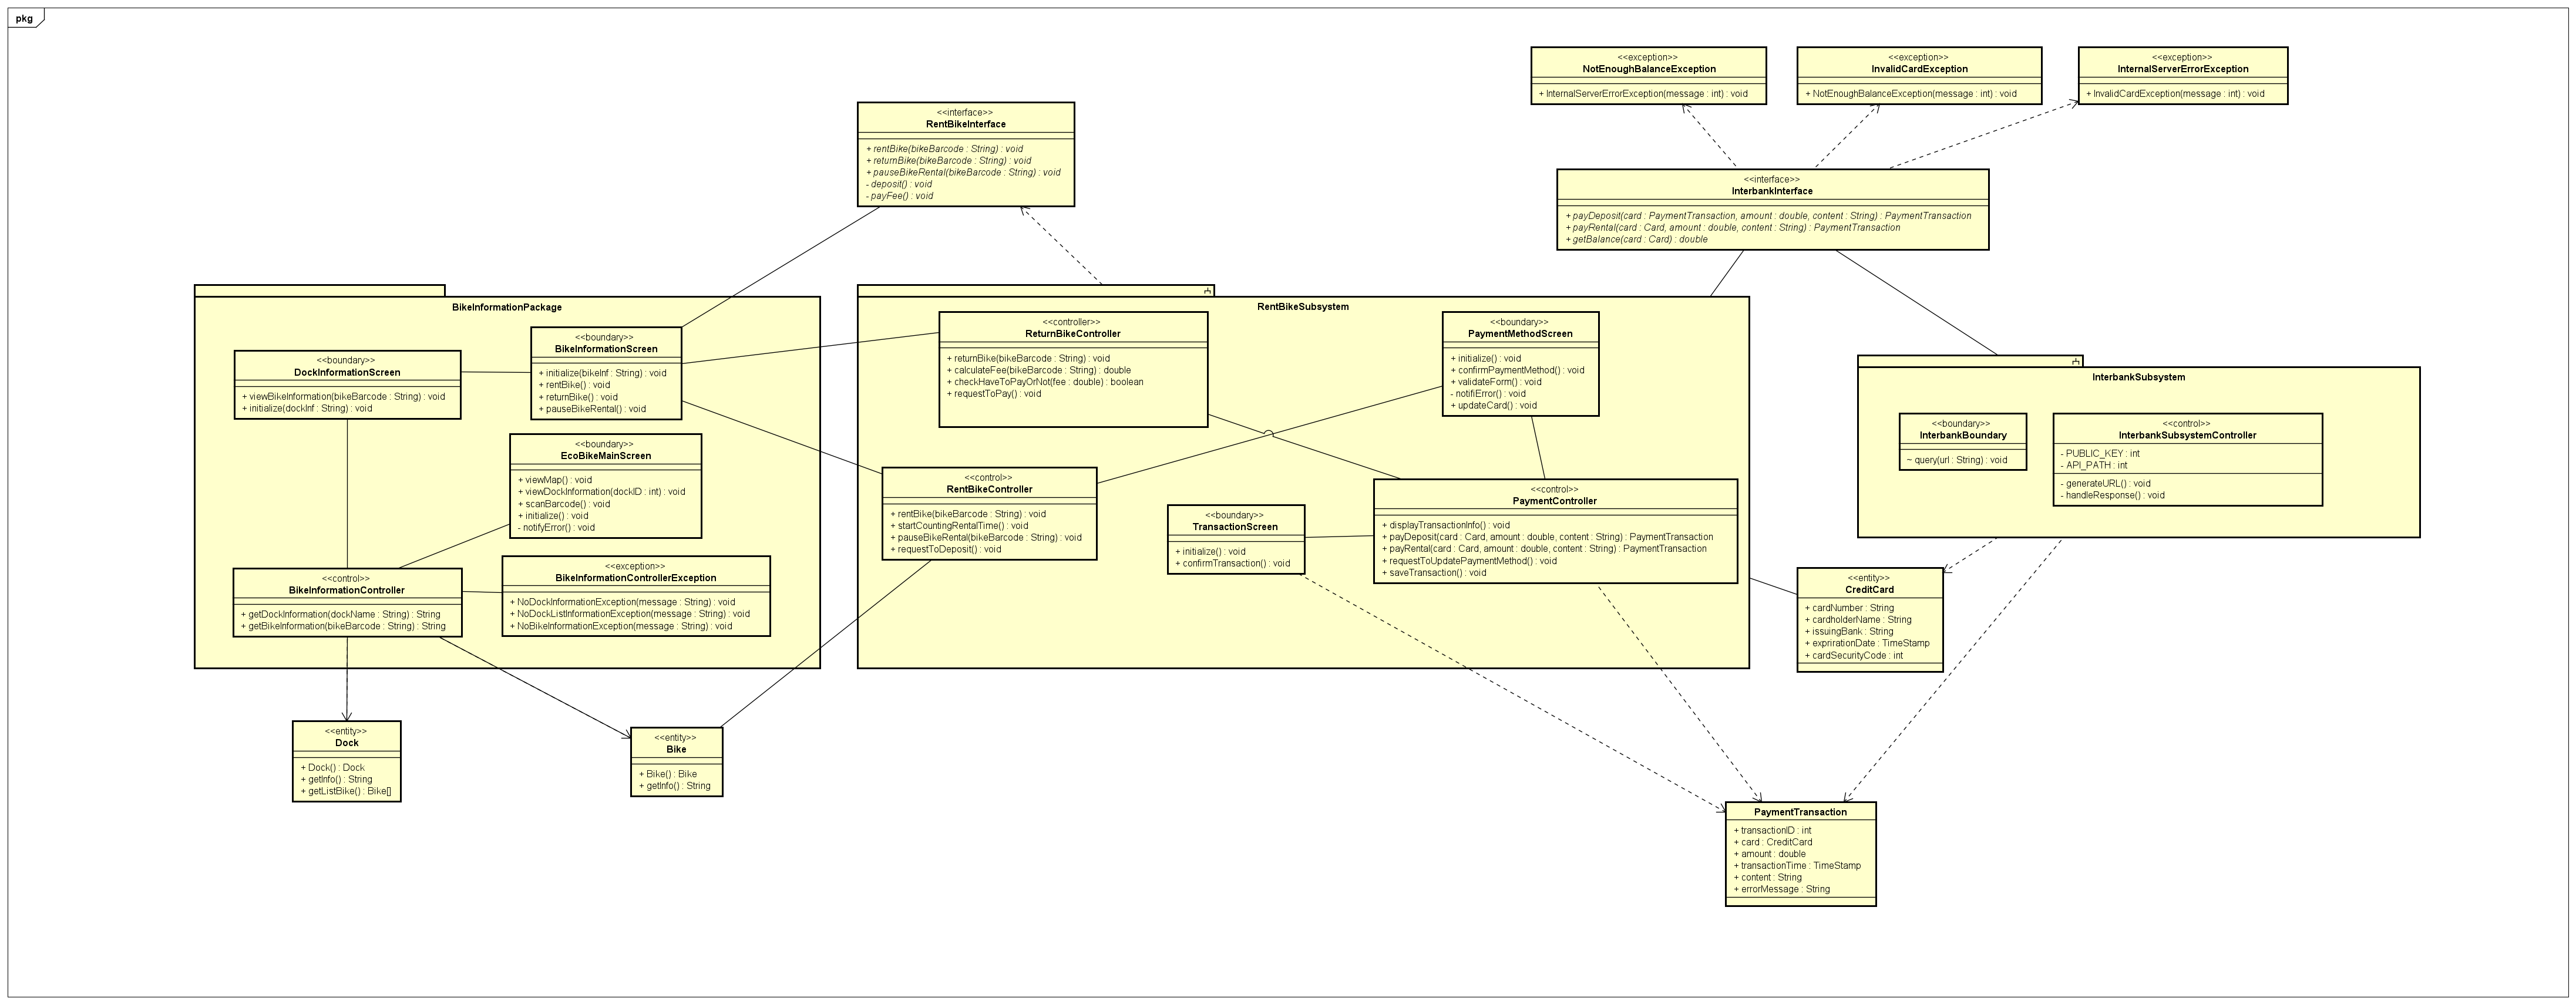 pkg
<<exception>>
NotEnoughBalanceException
+ InternalServerErrorException(message : int) : void
<<exception>>
InvalidCardException
+ NotEnoughBalanceException(message : int) : void
<<exception>>
InternalServerErrorException
+ InvalidCardException(message : int) : void
<<interface>>
RentBikeInterface
+ rentBike(bikeBarcode : String) : void
+ returnBike(bikeBarcode : String) : void
+ pauseBikeRental(bikeBarcode : String) : void
- deposit() : void
- payFee() : void
<<interface>>
InterbankInterface
+ payDeposit(card : PaymentTransaction, amount : double, content : String) : PaymentTransaction
+ payRental(card : Card, amount : double, content : String) : PaymentTransaction
+ getBalance(card : Card) : double
BikeInformationPackage
<<boundary>>
DockInformationScreen
+ viewBikeInformation(bikeBarcode : String) : void
+ initialize(dockInf : String) : void
<<boundary>>
BikeInformationScreen
+ initialize(bikeInf : String) : void
+ rentBike() : void
+ returnBike() : void
+ pauseBikeRental() : void
<<boundary>>
EcoBikeMainScreen
+ viewMap() : void
+ viewDockInformation(dockID : int) : void
+ scanBarcode() : void
+ initialize() : void
- notifyError() : void
<<control>>
BikeInformationController
+ getDockInformation(dockName : String) : String
+ getBikeInformation(bikeBarcode : String) : String
<<exception>>
BikeInformationControllerException
+ NoDockInformationException(message : String) : void
+ NoDockListInformationException(message : String) : void
+ NoBikeInformationException(message : String) : void
RentBikeSubsystem
<<controller>>
ReturnBikeController
+ returnBike(bikeBarcode : String) : void
+ calculateFee(bikeBarcode : String) : double
+ checkHaveToPayOrNot(fee : double) : boolean
+ requestToPay() : void
<<boundary>>
PaymentMethodScreen
+ initialize() : void
+ confirmPaymentMethod() : void
+ validateForm() : void
- notifiError() : void
+ updateCard() : void
<<control>>
RentBikeController
+ rentBike(bikeBarcode : String) : void
+ startCountingRentalTime() : void
+ pauseBikeRental(bikeBarcode : String) : void
+ requestToDeposit() : void
<<boundary>>
TransactionScreen
+ initialize() : void
+ confirmTransaction() : void
<<control>>
PaymentController
+ displayTransactionInfo() : void
+ payDeposit(card : Card, amount : double, content : String) : PaymentTransaction
+ payRental(card : Card, amount : double, content : String) : PaymentTransaction
+ requestToUpdatePaymentMethod() : void
+ saveTransaction() : void
InterbankSubsystem
<<boundary>>
InterbankBoundary
~ query(url : String) : void
<<control>>
InterbankSubsystemController
- PUBLIC_KEY : int
- API_PATH : int
- generateURL() : void
- handleResponse() : void
<<entity>>
CreditCard
+ cardNumber : String
+ cardholderName : String
+ issuingBank : String
+ exprirationDate : TimeStamp
+ cardSecurityCode : int
<<entity>>
Dock
+ Dock() : Dock
+ getInfo() : String
+ getListBike() : Bike[]
<<entity>>
Bike
+ Bike() : Bike
+ getInfo() : String
PaymentTransaction
+ transactionID : int
+ card : CreditCard
+ amount : double
+ transactionTime : TimeStamp
+ content : String
+ errorMessage : String